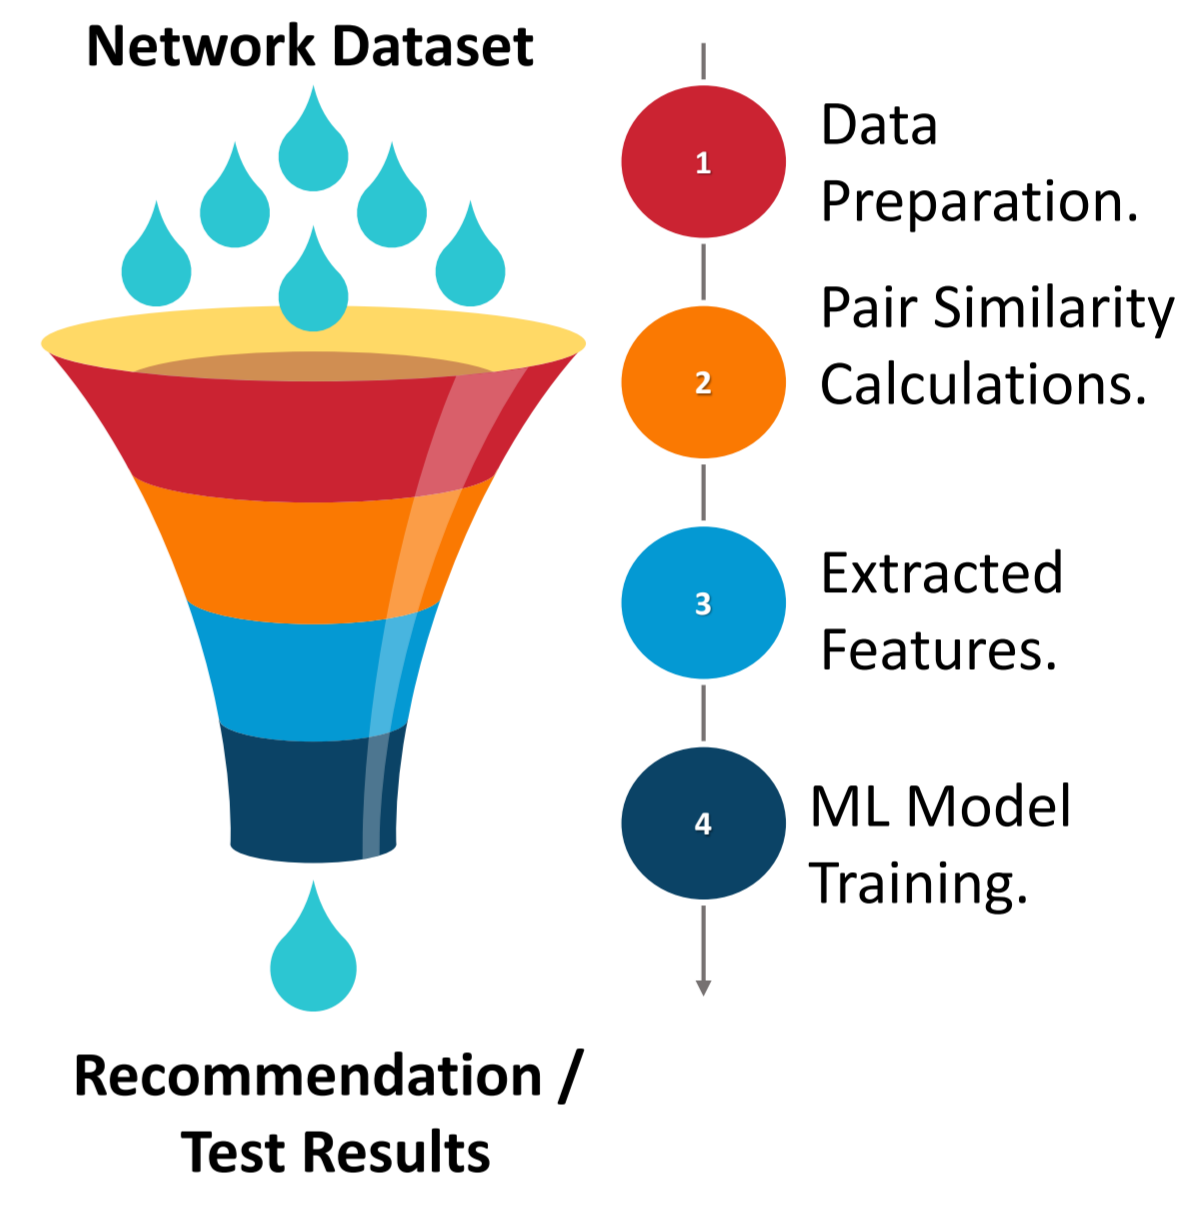 Network Dataset
1
Data
Preparation.
2
Pair Similarity
Calculations.
3
Extracted
Features.
4
ML Model
Training.
Recommendation /
Test Results